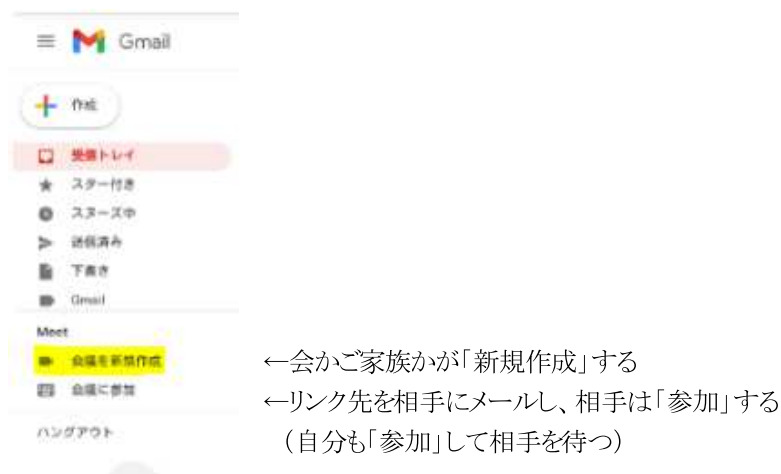 Gmail
作成
受信トレイ
スター付き
スヌーズ中
送信済み
下書き
Gmail
Meet
会議を新規作成 ←会かご家族かが「新規作成」する
会議に参加 ←リンク先を相手にメールし、相手は「参加」する
（自分も「参加」して相手を待つ）
ハングアウト